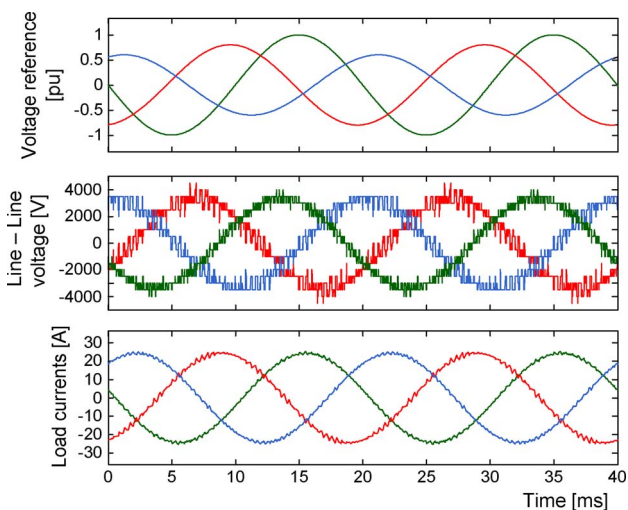 Voltage reference
[pu]
1
0.5
0
-0.5
-1
Line – Line
voltage [V]
4000
2000
0
-2000
-4000
Load currents [A]
30
20
10
0
-10
-20
-30
0 5 10 15 20 25 30 35 40
Time [ms]